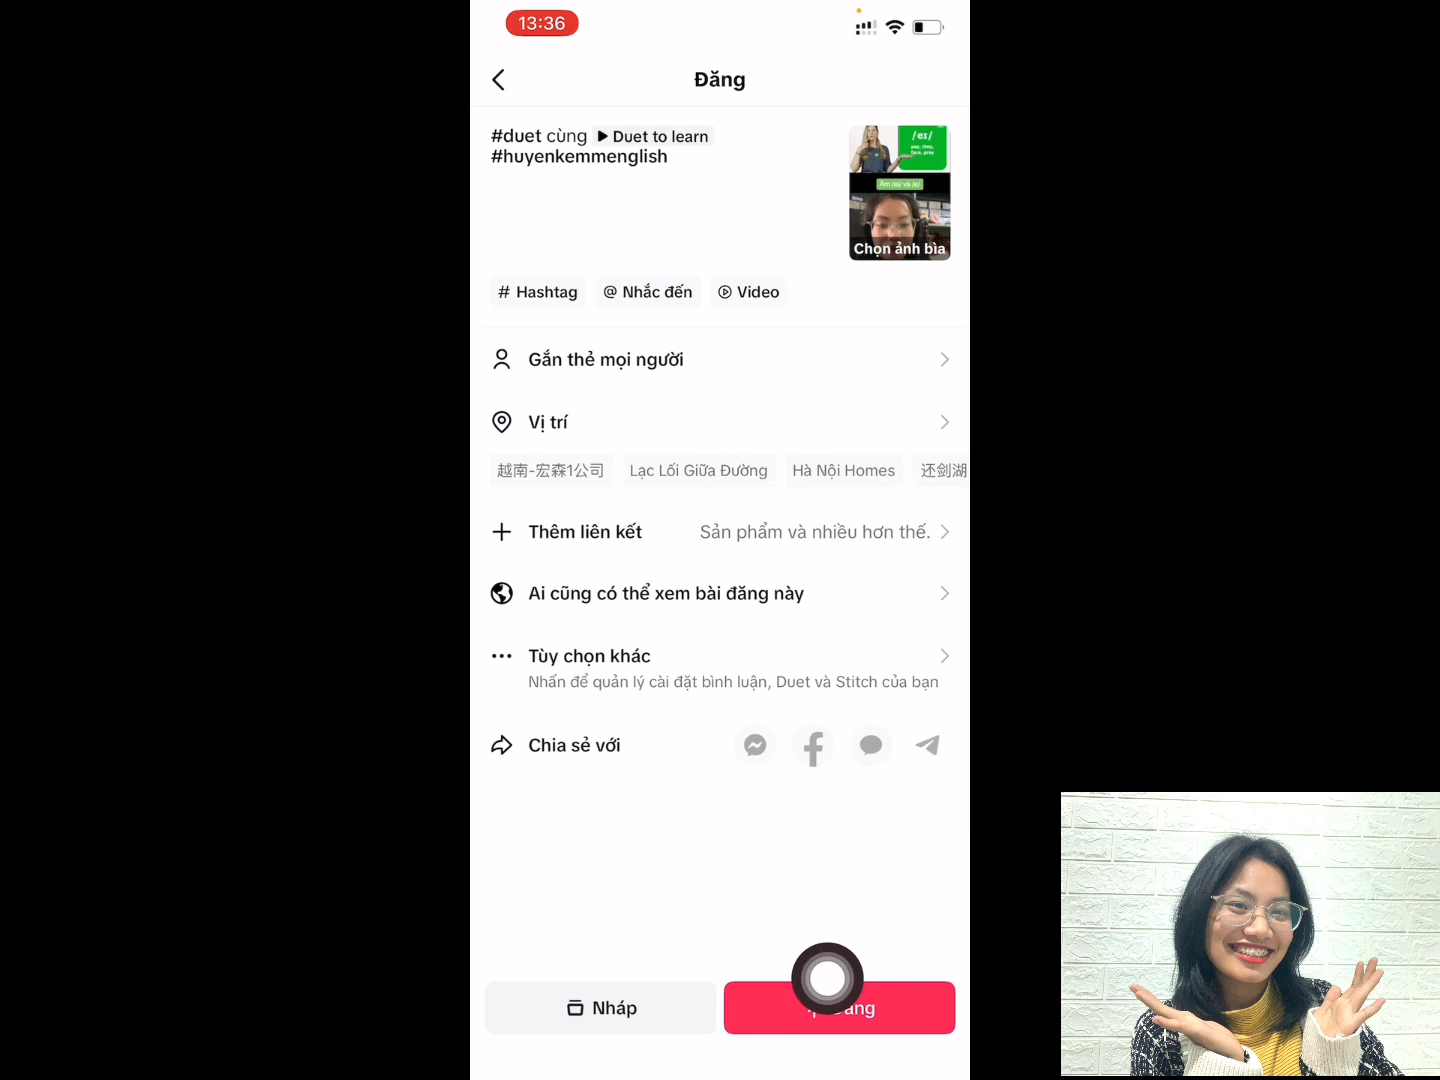 13:36
Đăng
#duet cùng Duet to learn
#huyenkemmenglish
/eɪ/
Âm /ei/ và /e/
Chọn ảnh bìa
# Hashtag @ Nhắc đến Video
Gắn thẻ mọi người
Vị trí
越南-宏森1公司 Lạc Lối Giữa Đường Hà Nội Homes 还剑湖
Thêm liên kết Sản phẩm và nhiều hơn thế.
Ai cũng có thể xem bài đăng này
Tùy chọn khác
Nhấn để quản lý cài đặt bình luận, Duet và Stitch của bạn
Chia sẻ với
Nháp